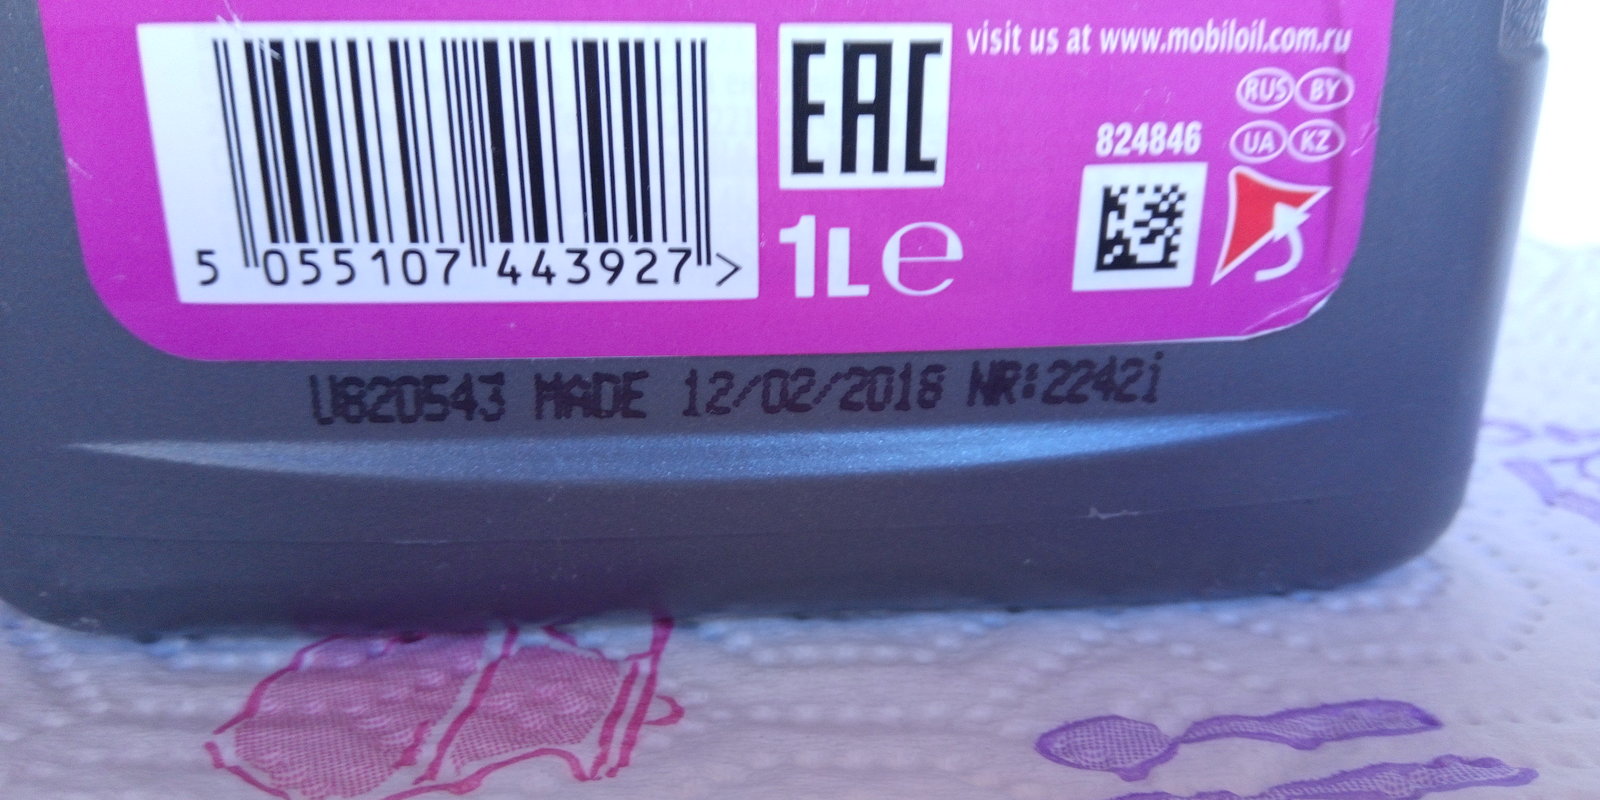 visit us at www.mobiloil.com.ru
EAC
RUS BY
824846
UA KZ
1L e
5 055107 443927 >
U820543 MADE 12/02/2018 NR:2242i